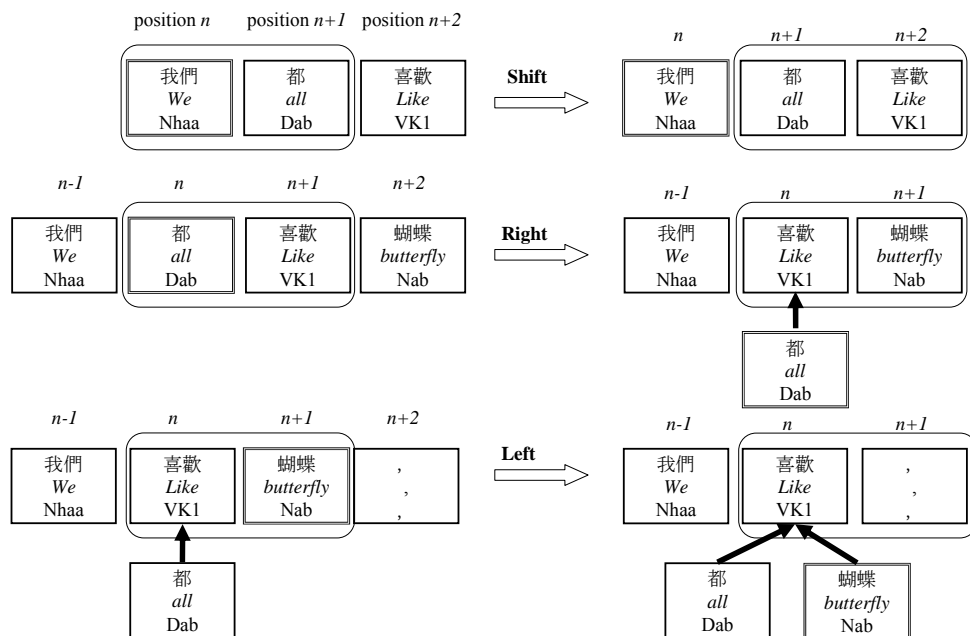 position n position n+1 position n+2
我們 都 喜歡
We all Like
Nhaa Dab VK1
Shift
n n+1 n+2
我們 都 喜歡
We all Like
Nhaa Dab VK1
n-1 n n+1 n+2
我們 都 喜歡 蝴蝶
We all Like butterfly
Nhaa Dab VK1 Nab
Right
n-1 n n+1
我們 喜歡 蝴蝶
We Like butterfly
Nhaa VK1 Nab
都
all
Dab
n-1 n n+1 n+2
我們 喜歡 蝴蝶 ,
We Like butterfly ,
Nhaa VK1 Nab ,
都
all
Dab
Left
n-1 n n+1
我們 喜歡 ,
We Like ,
Nhaa VK1 ,
都 蝴蝶
all butterfly
Dab Nab